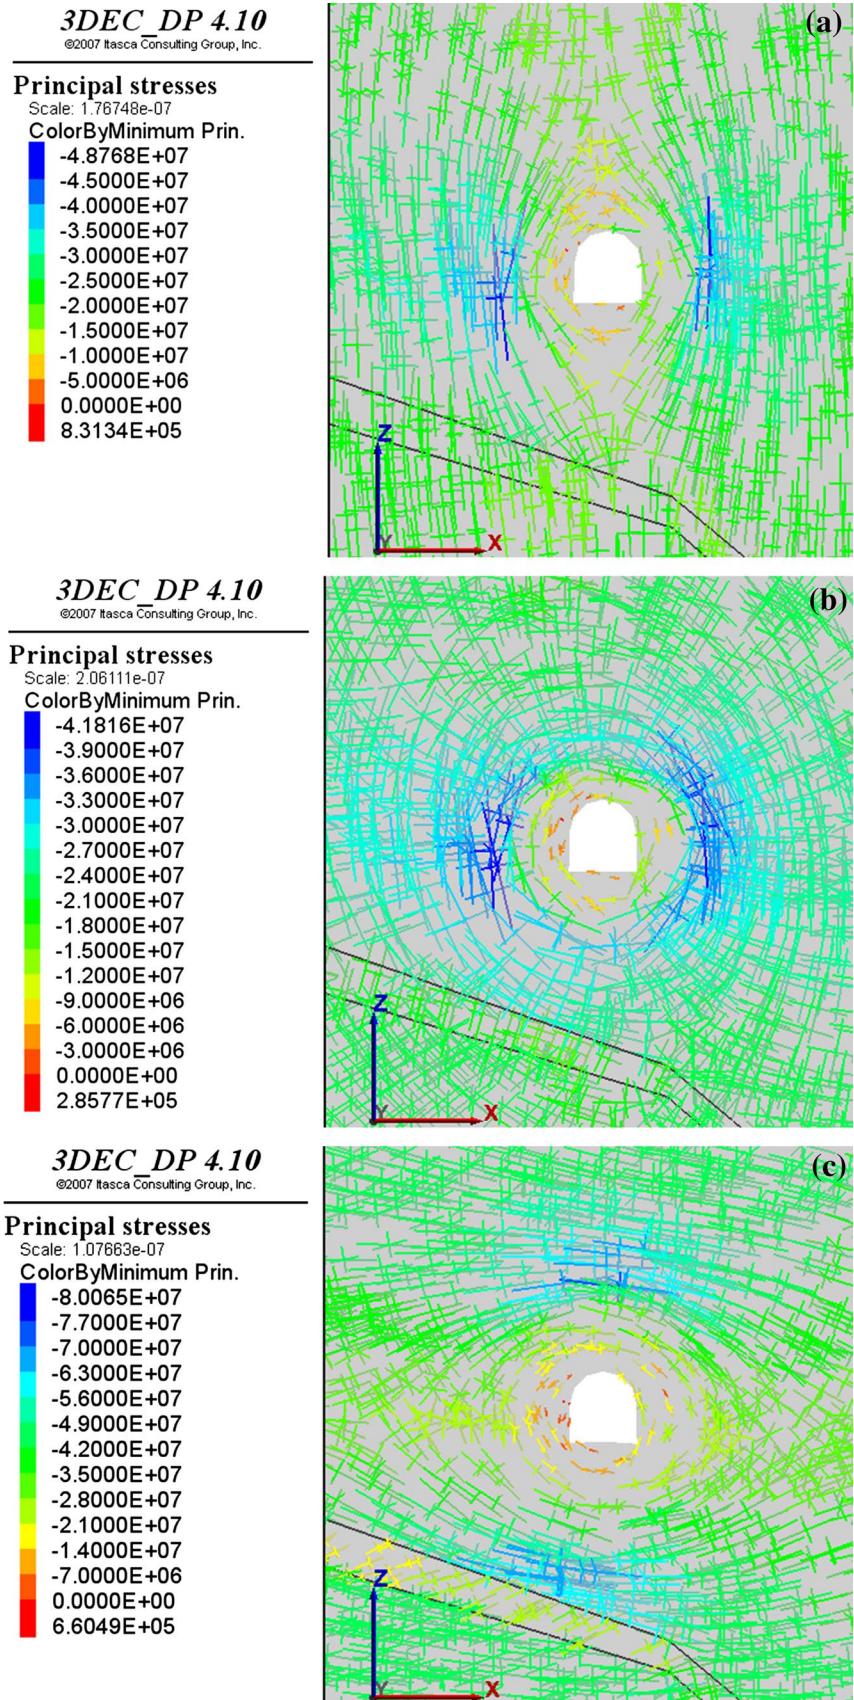 3DEC_DP 4.10
©2007 Itasca Consulting Group, Inc.
Principal stresses
Scale: 1.76748e-07
ColorByMinimum Prin.
-4.8768E+07
-4.5000E+07
-4.0000E+07
-3.5000E+07
-3.0000E+07
-2.5000E+07
-2.0000E+07
-1.5000E+07
-1.0000E+07
-5.0000E+06
0.0000E+00
8.3134E+05
(a)
Z
Y
X
3DEC_DP 4.10
©2007 Itasca Consulting Group, Inc.
Principal stresses
Scale: 2.06111e-07
ColorByMinimum Prin.
-4.1816E+07
-3.9000E+07
-3.6000E+07
-3.3000E+07
-3.0000E+07
-2.7000E+07
-2.4000E+07
-2.1000E+07
-1.8000E+07
-1.5000E+07
-1.2000E+07
-9.0000E+06
-6.0000E+06
-3.0000E+06
0.0000E+00
2.8577E+05
(b)
Z
Y
X
3DEC_DP 4.10
©2007 Itasca Consulting Group, Inc.
Principal stresses
Scale: 1.07663e-07
ColorByMinimum Prin.
-8.0065E+07
-7.7000E+07
-7.0000E+07
-6.3000E+07
-5.6000E+07
-4.9000E+07
-4.2000E+07
-3.5000E+07
-2.8000E+07
-2.1000E+07
-1.4000E+07
-7.0000E+06
0.0000E+00
6.6049E+05
(c)
Z
Y
X